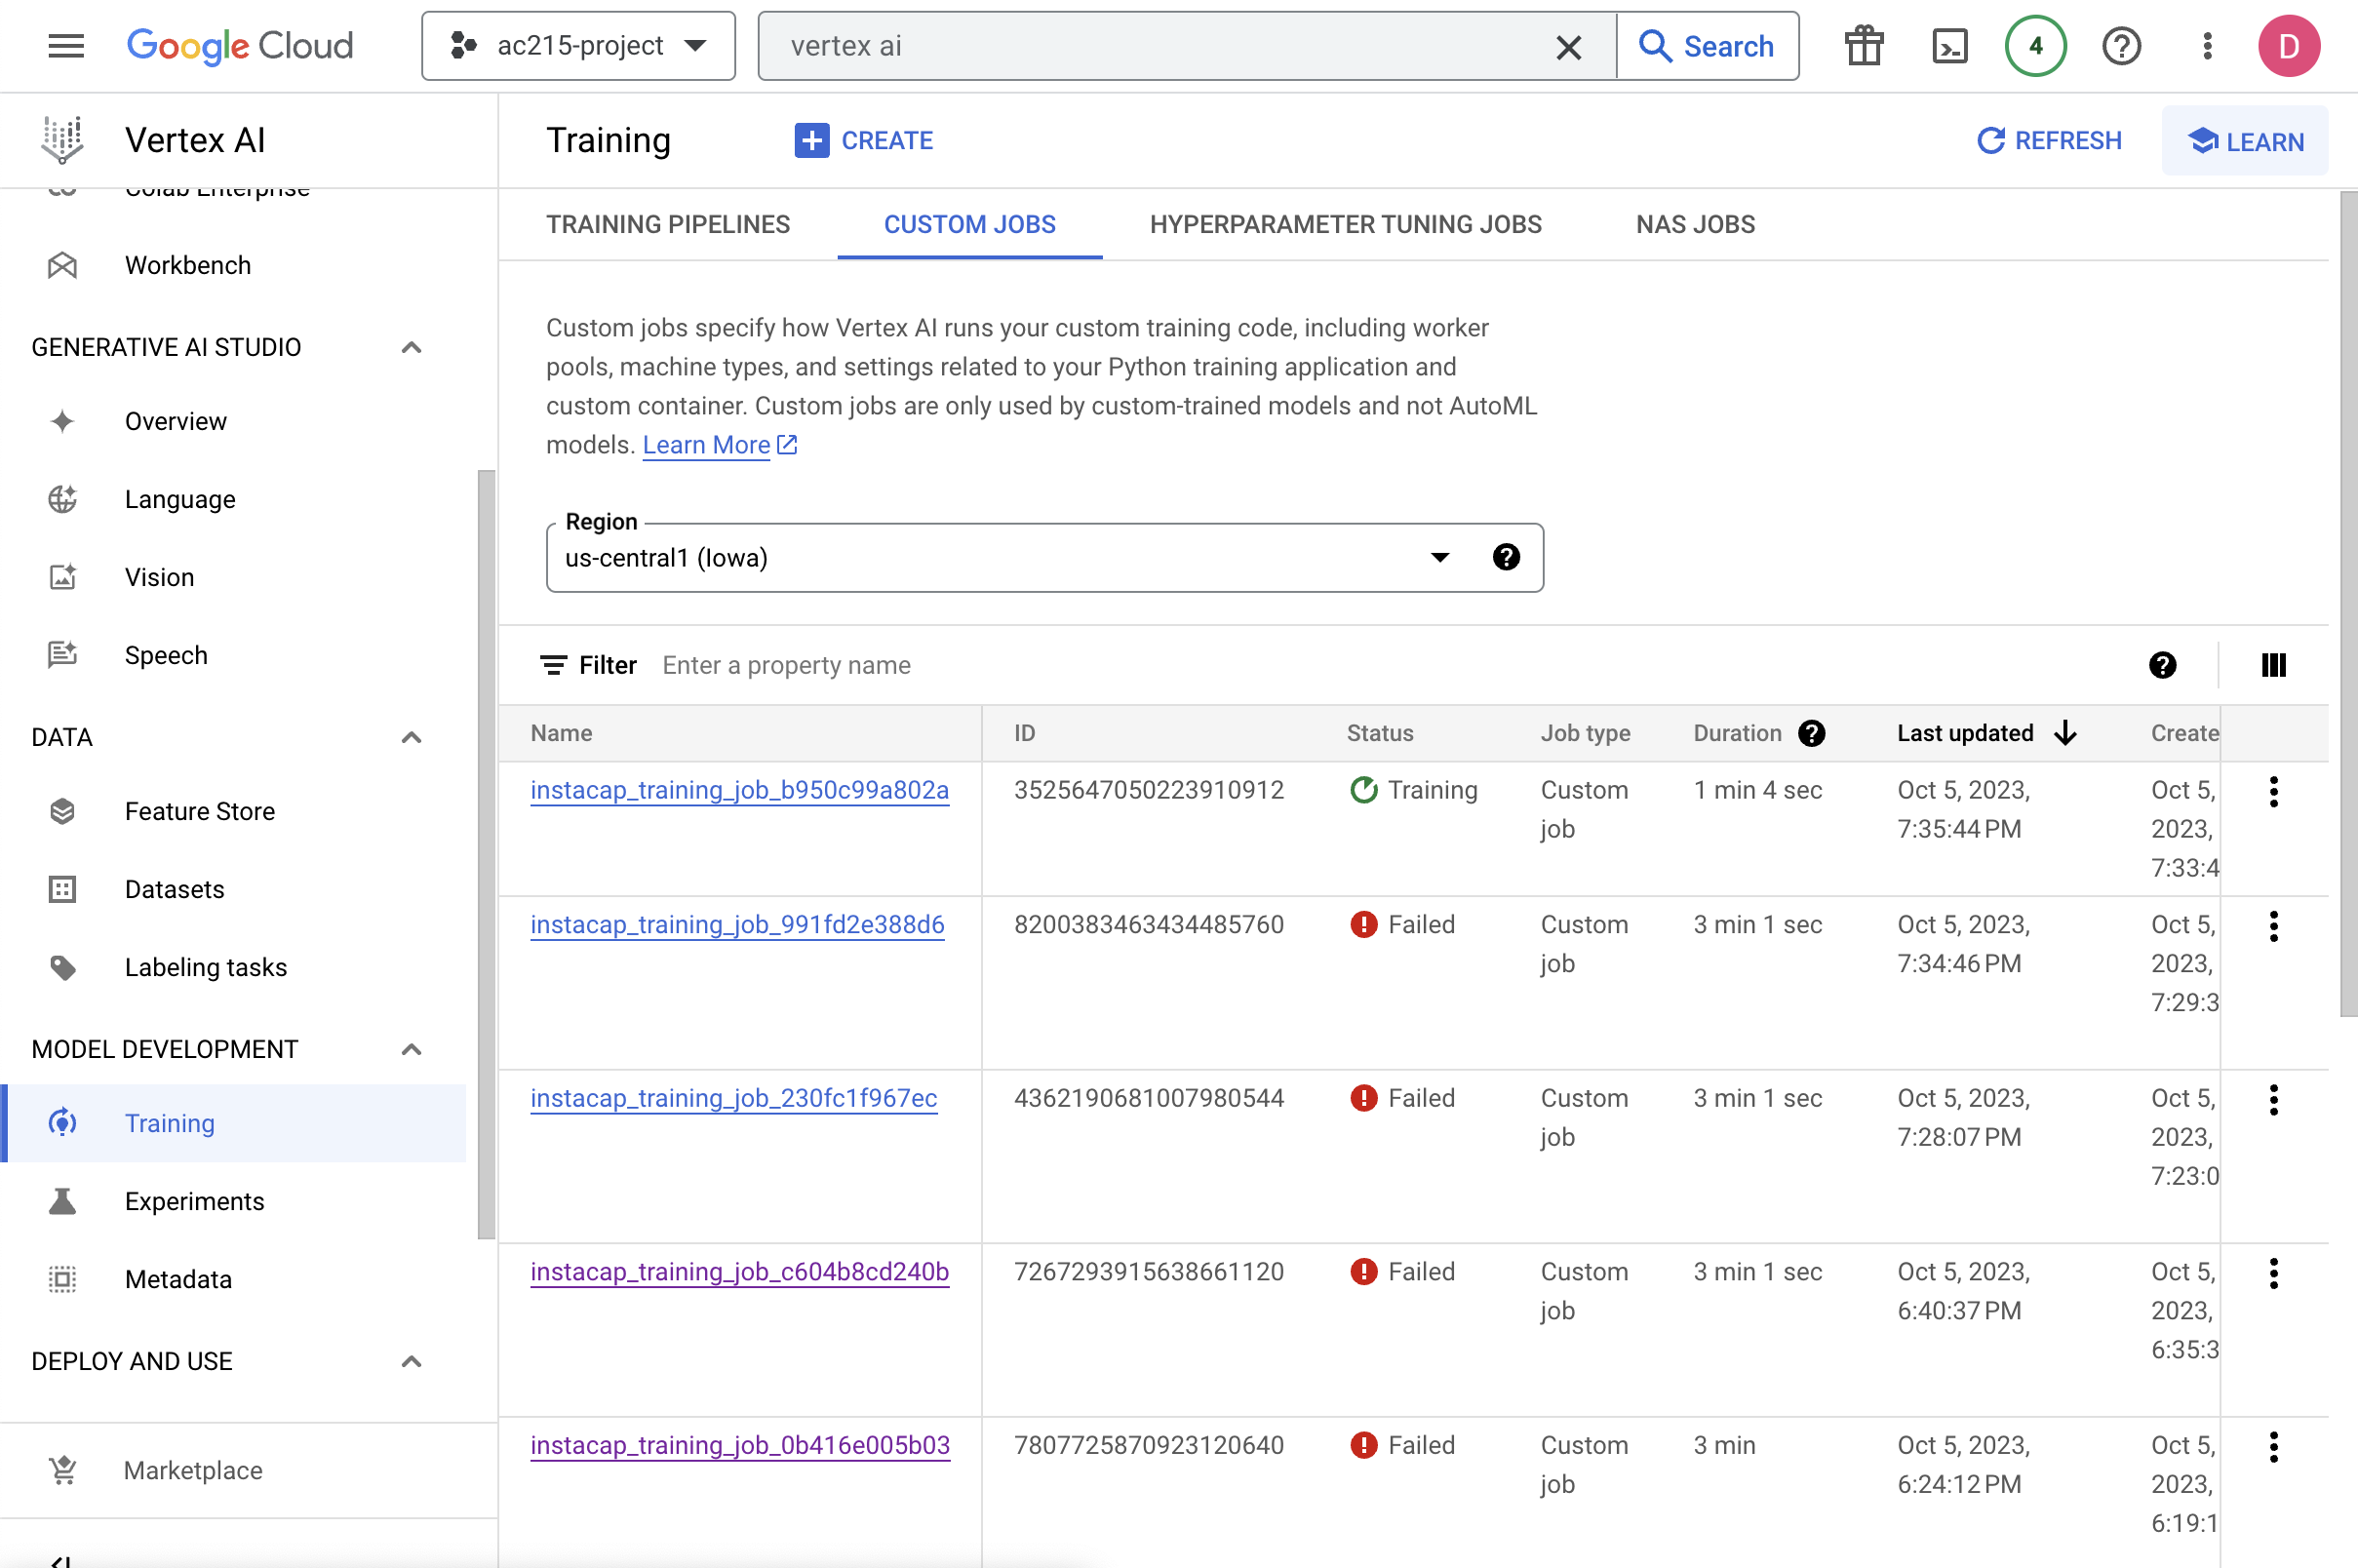 Google Cloud
ac215-project
vertex ai
Search
4
D
Vertex AI
Training
CREATE
REFRESH
LEARN
Colab Enterprise
Workbench
GENERATIVE AI STUDIO
Overview
Language
Vision
Speech
DATA
Feature Store
Datasets
Labeling tasks
MODEL DEVELOPMENT
Training
Experiments
Metadata
DEPLOY AND USE
Marketplace
TRAINING PIPELINES
CUSTOM JOBS
HYPERPARAMETER TUNING JOBS
NAS JOBS
Custom jobs specify how Vertex AI runs your custom training code, including worker
pools, machine types, and settings related to your Python training application and
custom container. Custom jobs are only used by custom-trained models and not AutoML
models. Learn More
Region
us-central1 (Iowa)
Filter Enter a property name
Name ID Status Job type Duration Last updated Create
instacap_training_job_b950c99a802a 3525647050223910912 Training Custom 1 min 4 sec Oct 5, 2023, Oct 5,
job 7:35:44 PM 2023,
7:33:4
instacap_training_job_991fd2e388d6 8200383463434485760 Failed Custom 3 min 1 sec Oct 5, 2023, Oct 5,
job 7:34:46 PM 2023,
7:29:3
instacap_training_job_230fc1f967ec 4362190681007980544 Failed Custom 3 min 1 sec Oct 5, 2023, Oct 5,
job 7:28:07 PM 2023,
7:23:0
instacap_training_job_c604b8cd240b 7267293915638661120 Failed Custom 3 min 1 sec Oct 5, 2023, Oct 5,
job 6:40:37 PM 2023,
6:35:3
instacap_training_job_0b416e005b03 7807725870923120640 Failed Custom 3 min Oct 5, 2023, Oct 5,
job 6:24:12 PM 2023,
6:19:1